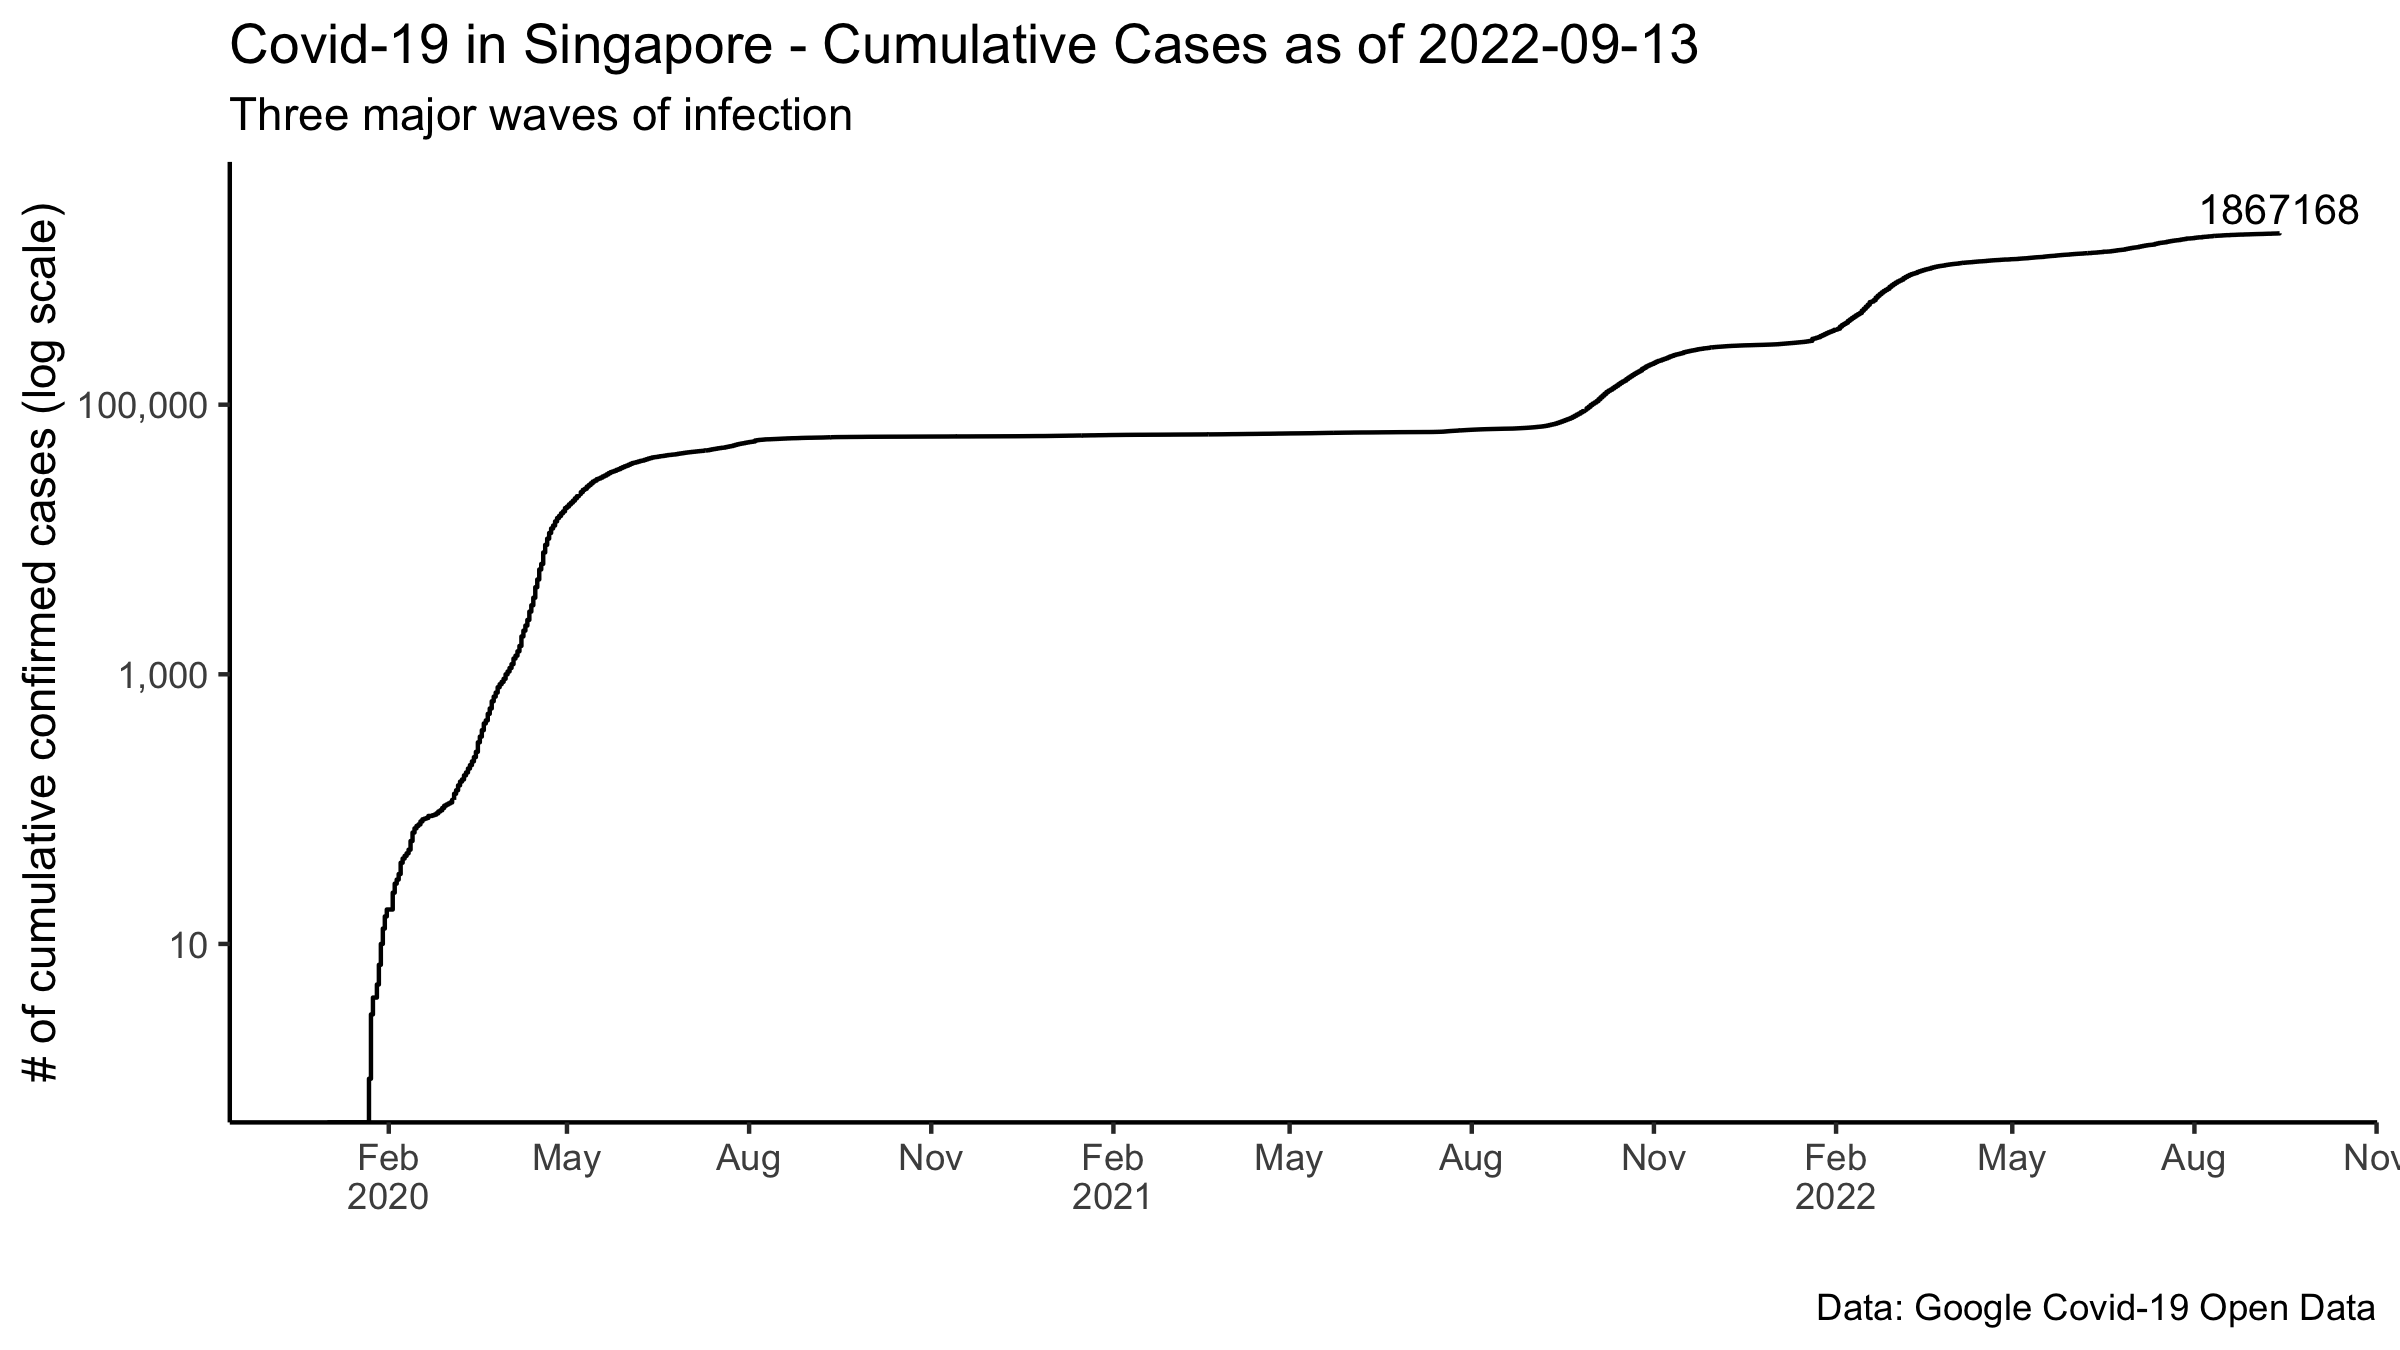 Covid-19 in Singapore - Cumulative Cases as of 2022-09-13
Three major waves of infection
# of cumulative confirmed cases (log scale)
1867168
100,000
1,000
10
Feb May Aug Nov Feb May Aug Nov Feb May Aug Nov
2020 2021 2022
Data: Google Covid-19 Open Data